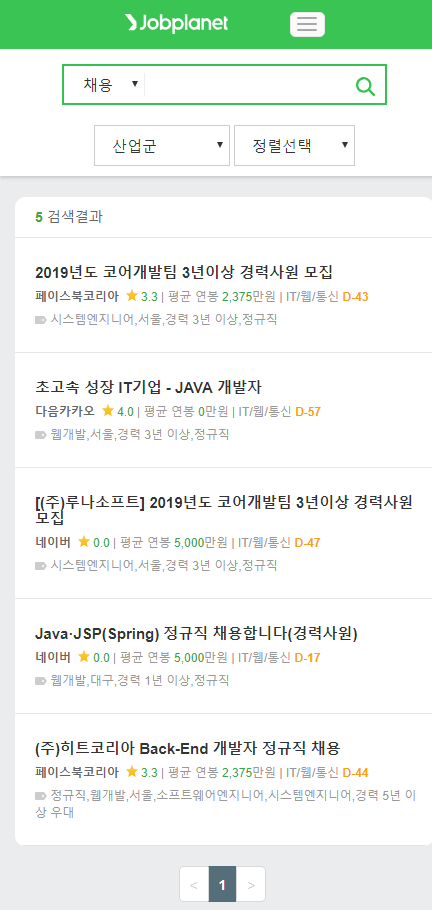 Jobplanet
채용
산업군 정렬선택
5 검색결과
2019년도 코어개발팀 3년이상 경력사원 모집
페이스북코리아 ★ 3.3 | 평균 연봉 2,375만원 | IT/웹/통신 D-43
시스템엔지니어,서울,경력 3년 이상,정규직
초고속 성장 IT기업 - JAVA 개발자
다음카카오 ★ 4.0 | 평균 연봉 0만원 | IT/웹/통신 D-57
웹개발,서울,경력 3년 이상,정규직
[(주)루나소프트] 2019년도 코어개발팀 3년이상 경력사원
모집
네이버 ★ 0.0 | 평균 연봉 5,000만원 | IT/웹/통신 D-47
시스템엔지니어,서울,경력 3년 이상,정규직
Java·JSP(Spring) 정규직 채용합니다(경력사원)
네이버 ★ 0.0 | 평균 연봉 5,000만원 | IT/웹/통신 D-17
웹개발,대구,경력 1년 이상,정규직
(주)히트코리아 Back-End 개발자 정규직 채용
페이스북코리아 ★ 3.3 | 평균 연봉 2,375만원 | IT/웹/통신 D-44
정규직,웹개발,서울,소프트웨어엔지니어,시스템엔지니어,경력 5년 이
상 우대
< 1 >